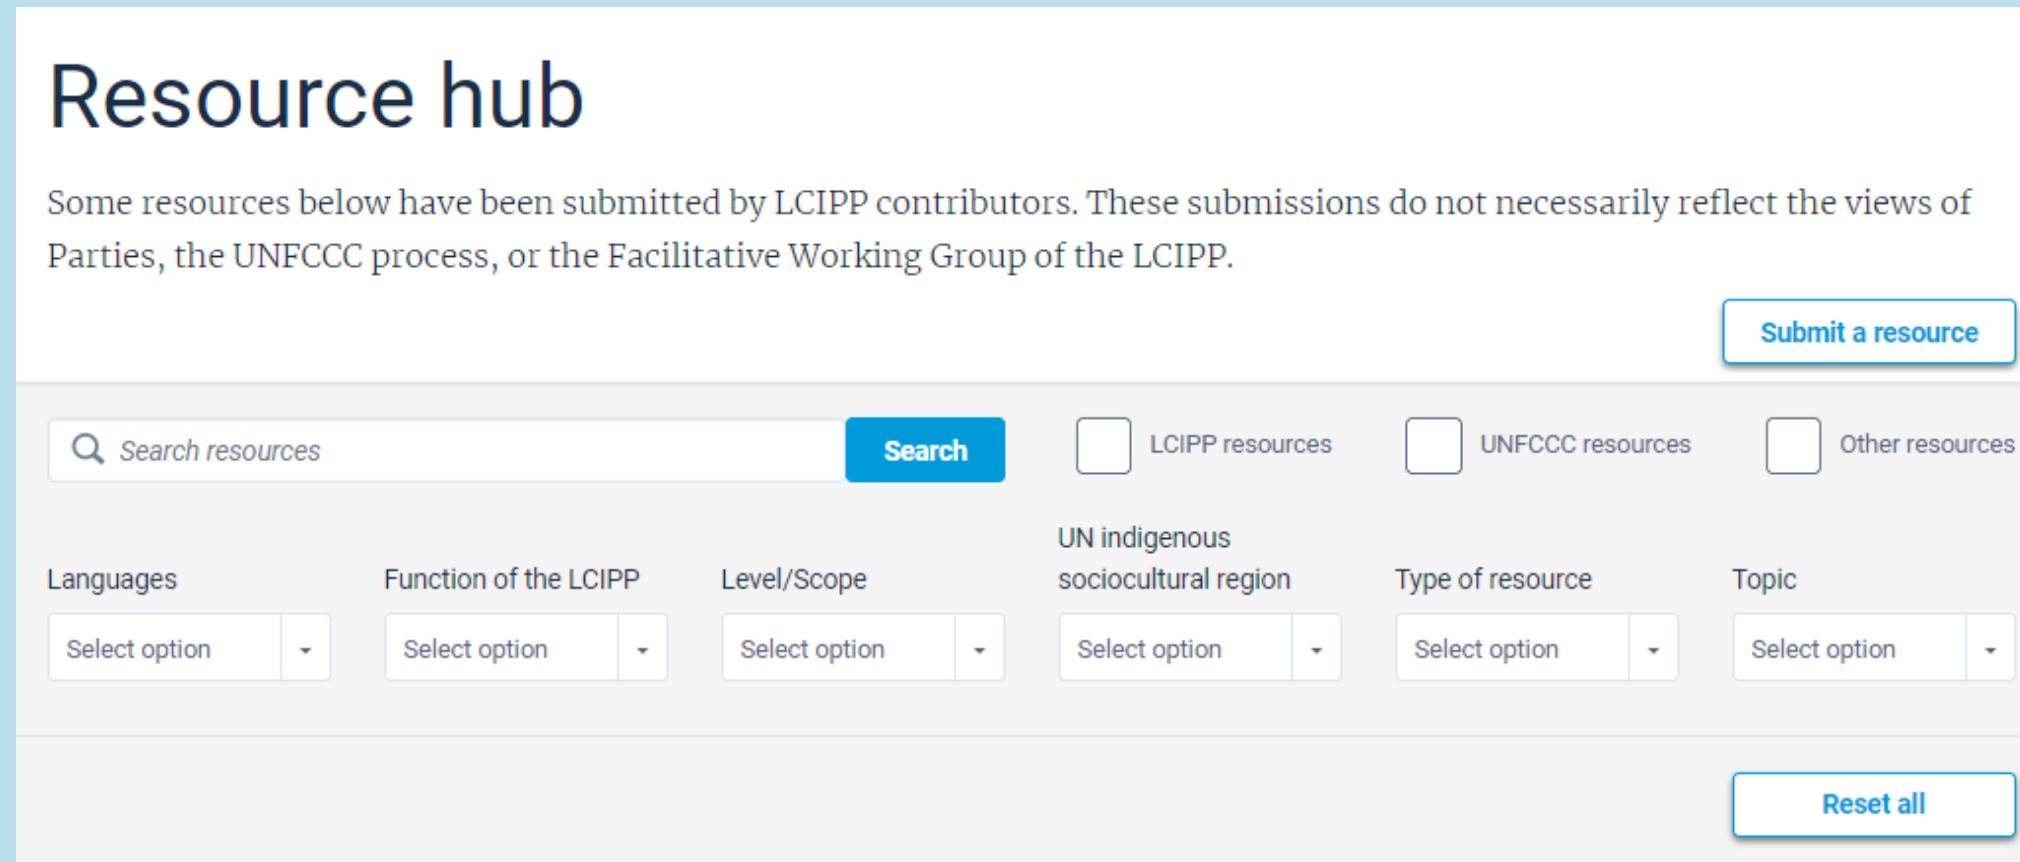 Resource hub
Some resources below have been submitted by LCIPP contributors. These submissions do not necessarily reflect the views of
Parties, the UNFCCC process, or the Facilitative Working Group of the LCIPP.
Submit a resource
Search resources
Search
LCIPP resources
UNFCCC resources
Other resources
Languages
Function of the LCIPP
Level/Scope
UN indigenous
sociocultural region
Type of resource
Topic
Select option
Select option
Select option
Select option
Select option
Select option
Reset all